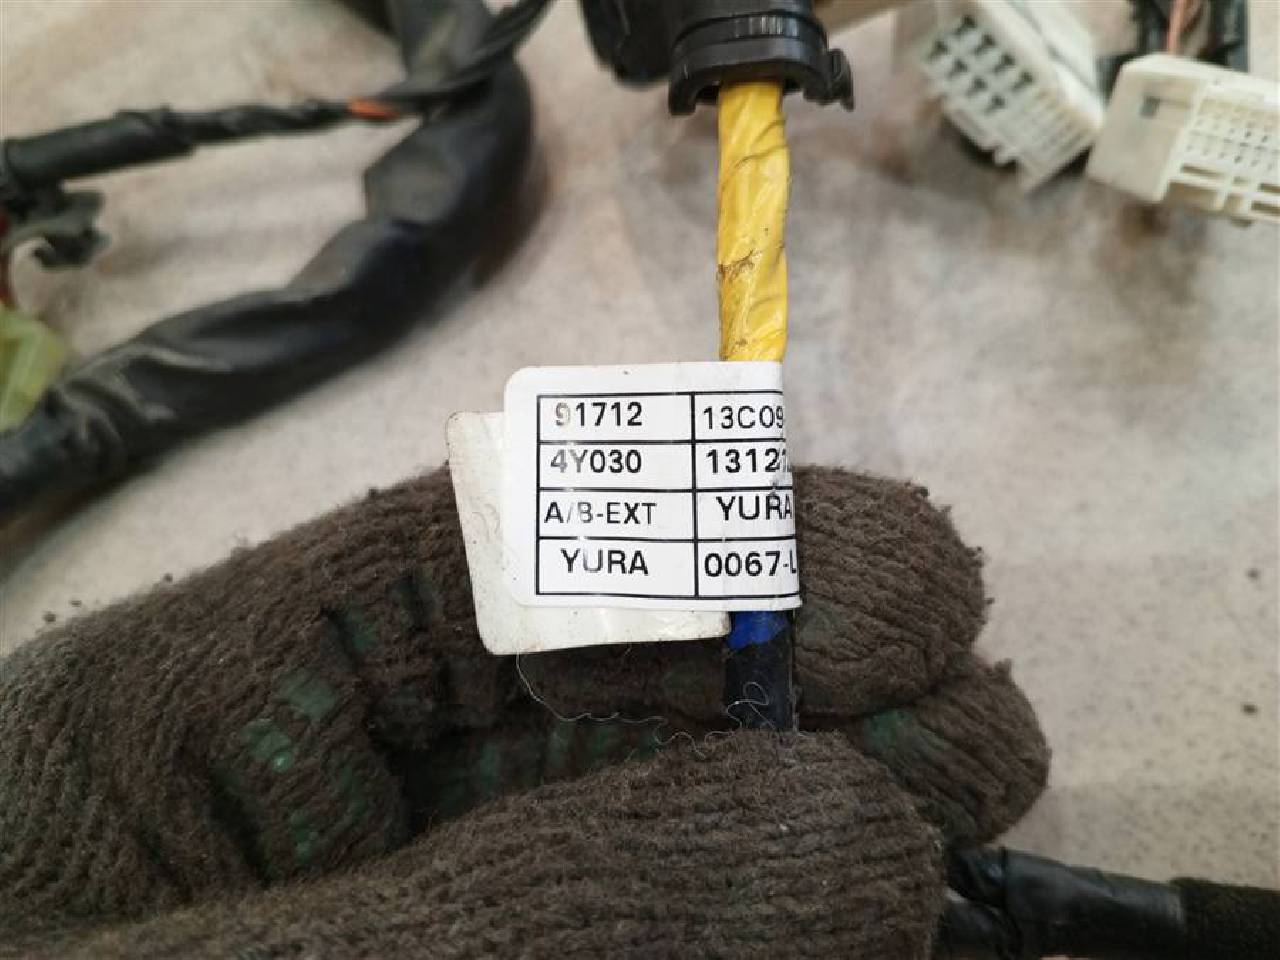 91712 13C09
4Y030 1312
A/B-EXT YURA
YURA 0067-L